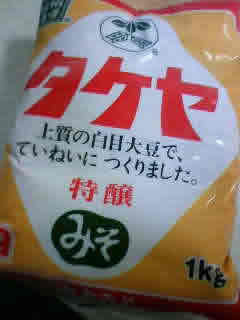 タケヤ
上質の白目大豆で、
ていねいに つくりました。
特醸
みそ
1kg